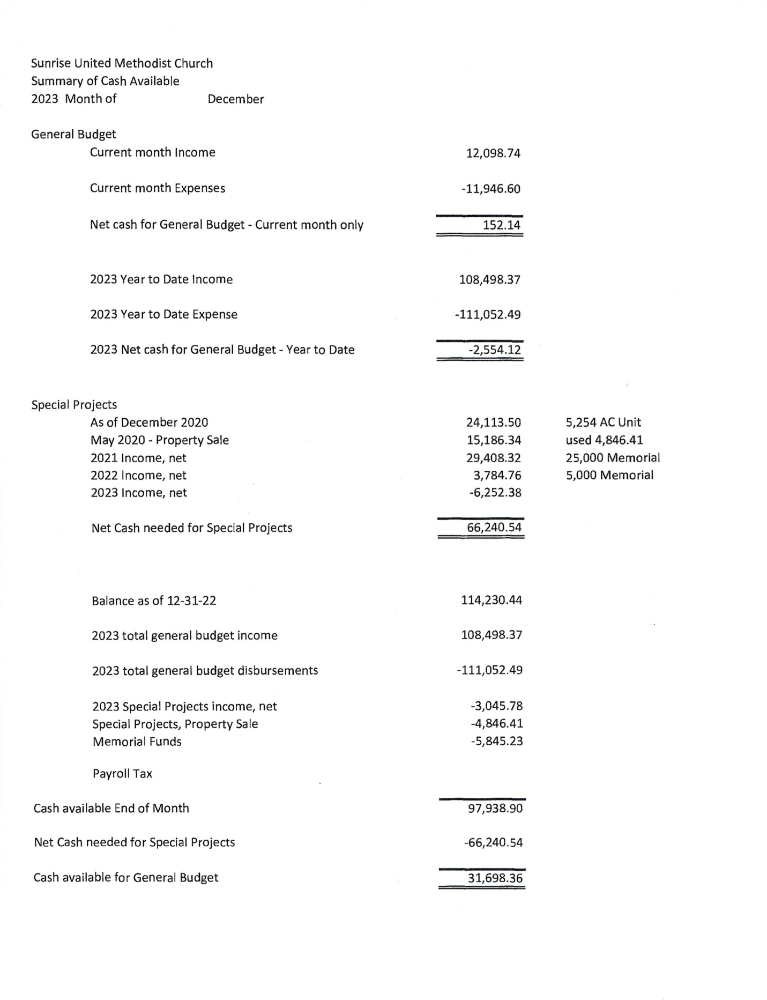 Sunrise United Methodist Church
Summary of Cash Available
2023 Month of December
General Budget
Current month Income 12,098.74
Current month Expenses -11,946.60
Net cash for General Budget - Current month only 152.14
2023 Year to Date Income 108,498.37
2023 Year to Date Expense -111,052.49
2023 Net cash for General Budget - Year to Date -2,554.12
Special Projects
As of December 2020 24,113.50 5,254 AC Unit
May 2020 - Property Sale 15,186.34 used 4,846.41
2021 Income, net 29,408.32 25,000 Memorial
2022 Income, net 3,784.76 5,000 Memorial
2023 Income, net -6,252.38
Net Cash needed for Special Projects 66,240.54
Balance as of 12-31-22 114,230.44
2023 total general budget income 108,498.37
2023 total general budget disbursements -111,052.49
2023 Special Projects income, net -3,045.78
Special Projects, Property Sale -4,846.41
Memorial Funds -5,845.23
Payroll Tax
Cash available End of Month 97,938.90
Net Cash needed for Special Projects -66,240.54
Cash available for General Budget 31,698.36